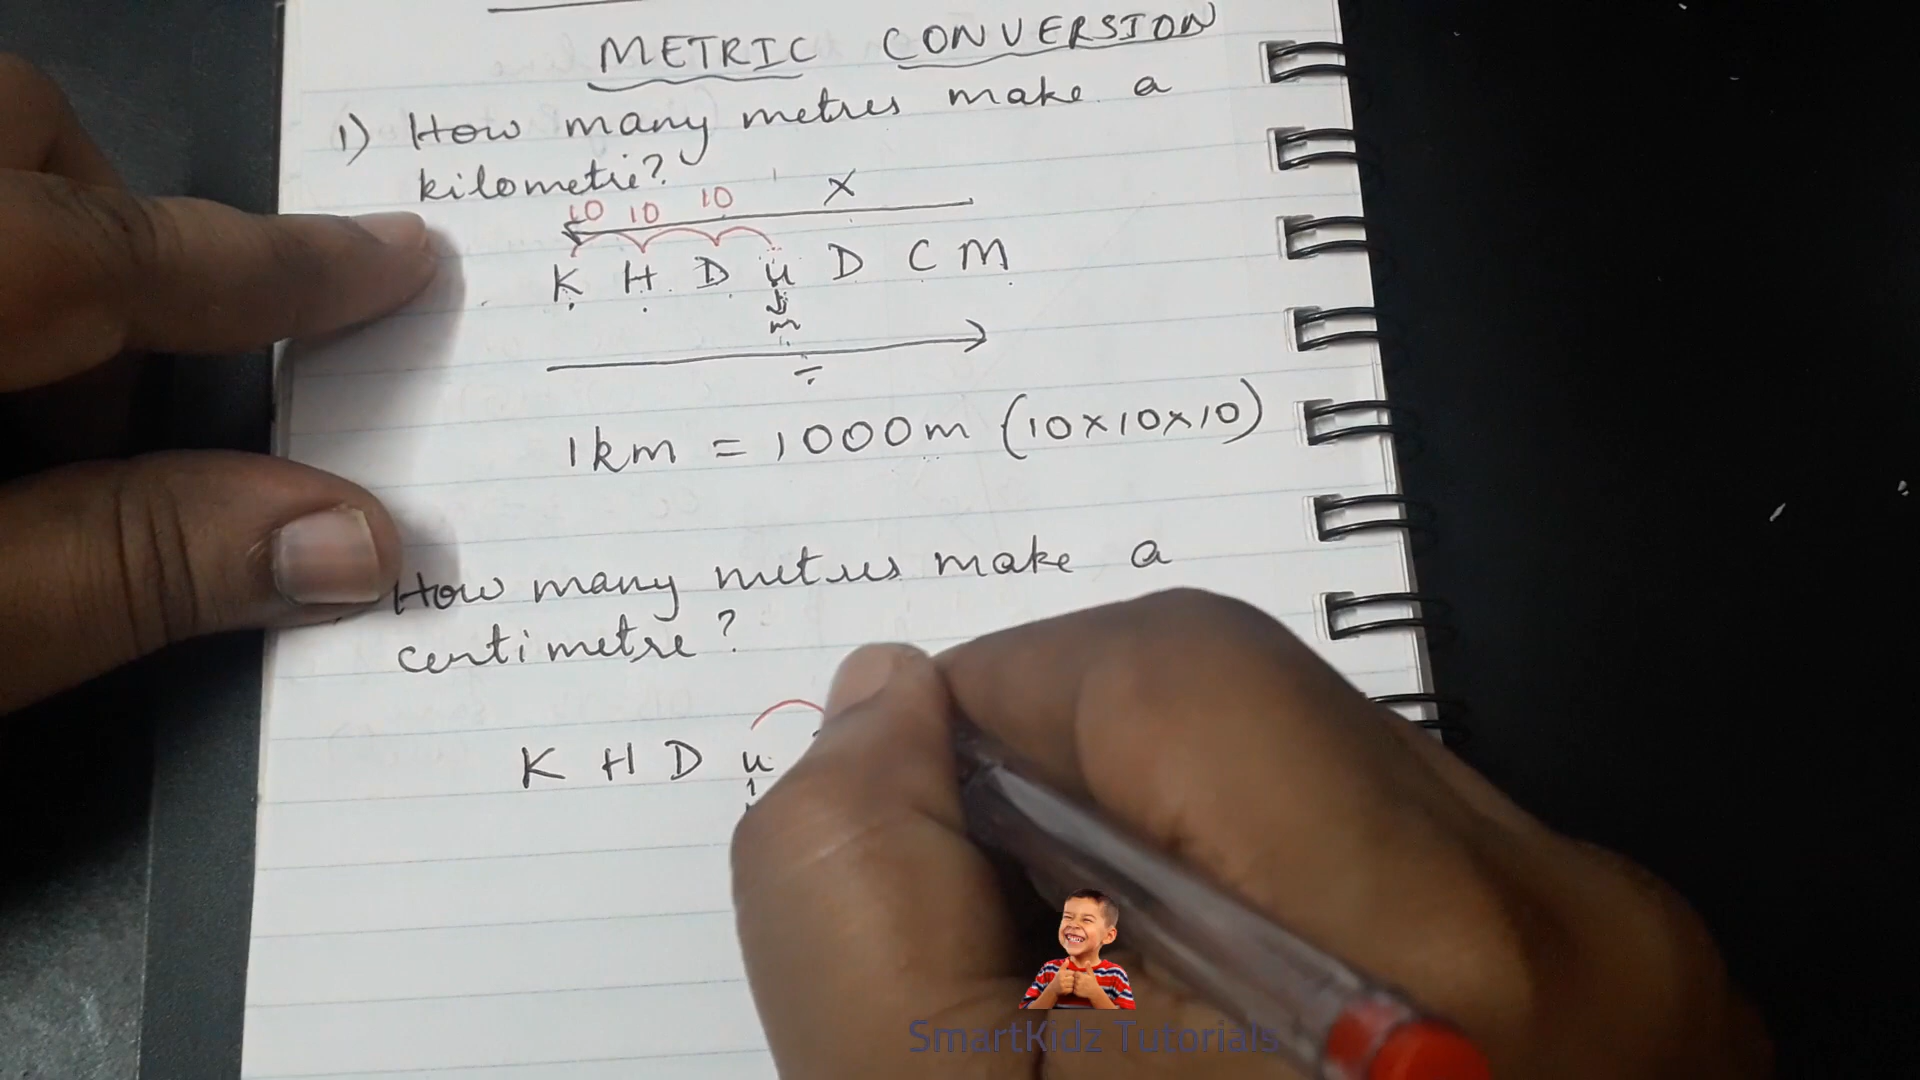 METRIC CONVERSION
1) How many metres make a
kilometre?
10 10 10 X
K H D u D C M
m
÷
1km = 1000m (10×10×10)
How many metres make a
centimetre?
K H D u
SmartKidz Tutorials